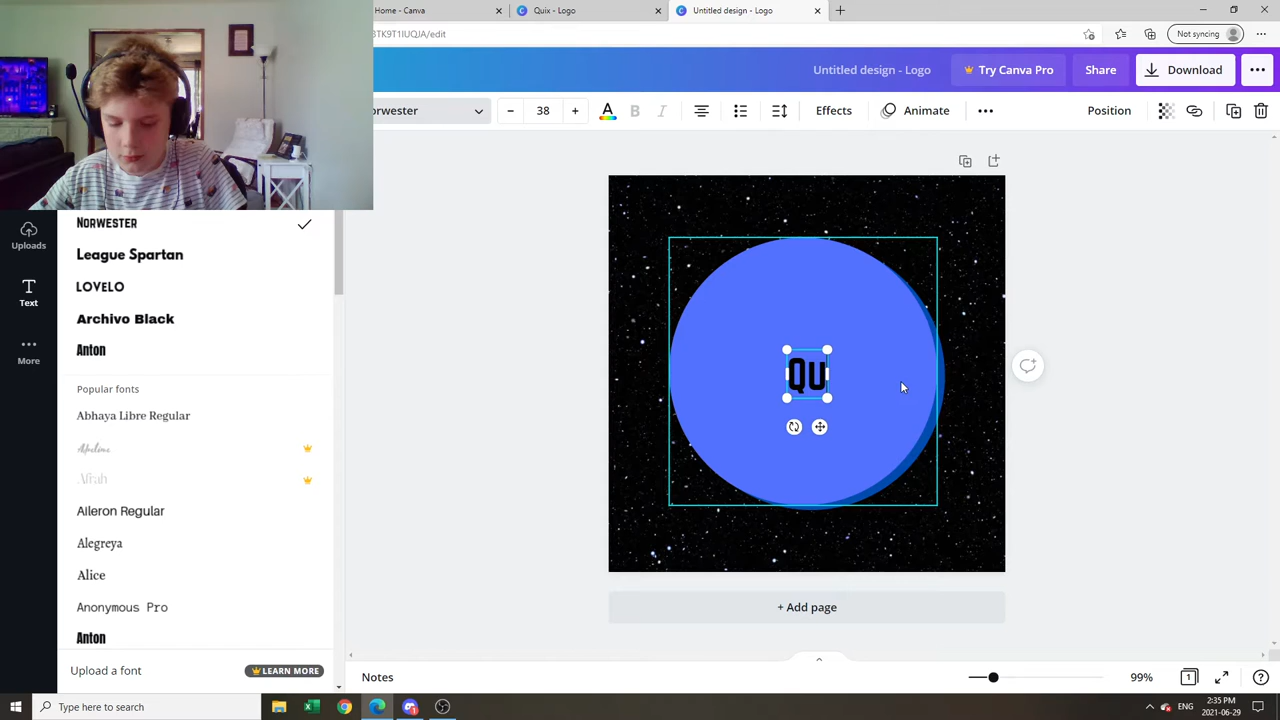 Home - Canva
Quix - Logo
Untitled design - Logo
3TK9T1IUQJA/edit
Not syncing
Untitled design - Logo
Try Canva Pro
Share
Download
orwester
38
A
B
I
Effects
Animate
Position
Uploads
Text
More
NORWESTER
League Spartan
LOVELO
Archivo Black
Anton
Popular fonts
Abhaya Libre Regular
Afrah
Aileron Regular
Alegreya
Alice
Anonymous Pro
Anton
Upload a font
LEARN MORE
QU
+ Add page
Notes
99%
1
Type here to search
ENG
2:35 PM
2021-06-29